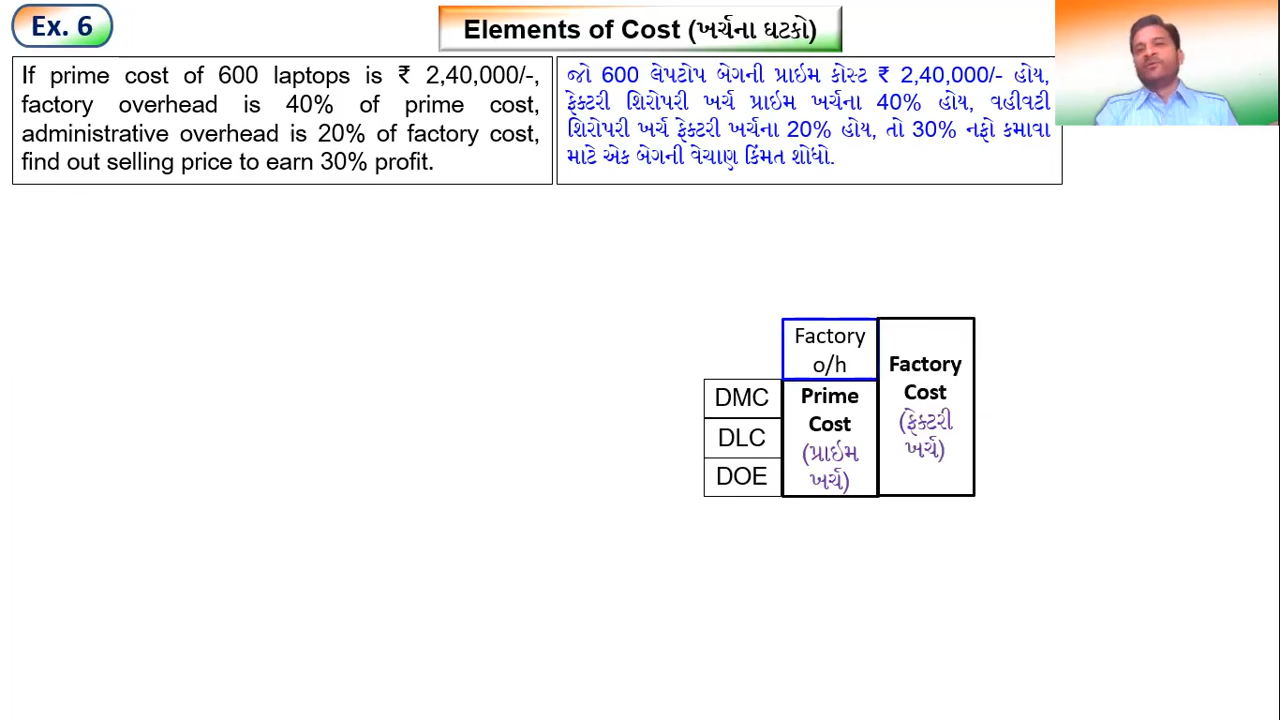 Ex. 6
Elements of Cost (ખર્ચના ઘટકો)
If prime cost of 600 laptops is ₹ 2,40,000/-,
factory overhead is 40% of prime cost,
administrative overhead is 20% of factory cost,
find out selling price to earn 30% profit.
જો 600 લેપટોપ બેગની પ્રાઇમ કોસ્ટ ₹ 2,40,000/- હોય,
ફેક્ટરી શિરોપરી ખર્ચ પ્રાઇમ ખર્ચના 40% હોય, વહીવટી
શિરોપરી ખર્ચ ફેક્ટરી ખર્ચના 20% હોય, તો 30% નફો કમાવા
માટે એક બેગની વેચાણ કિંમત શોધો.
Factory
o/h
Factory
Cost
(ફેક્ટરી
ખર્ચ)
DMC
DLC
DOE
Prime
Cost
(પ્રાઇમ
ખર્ચ)